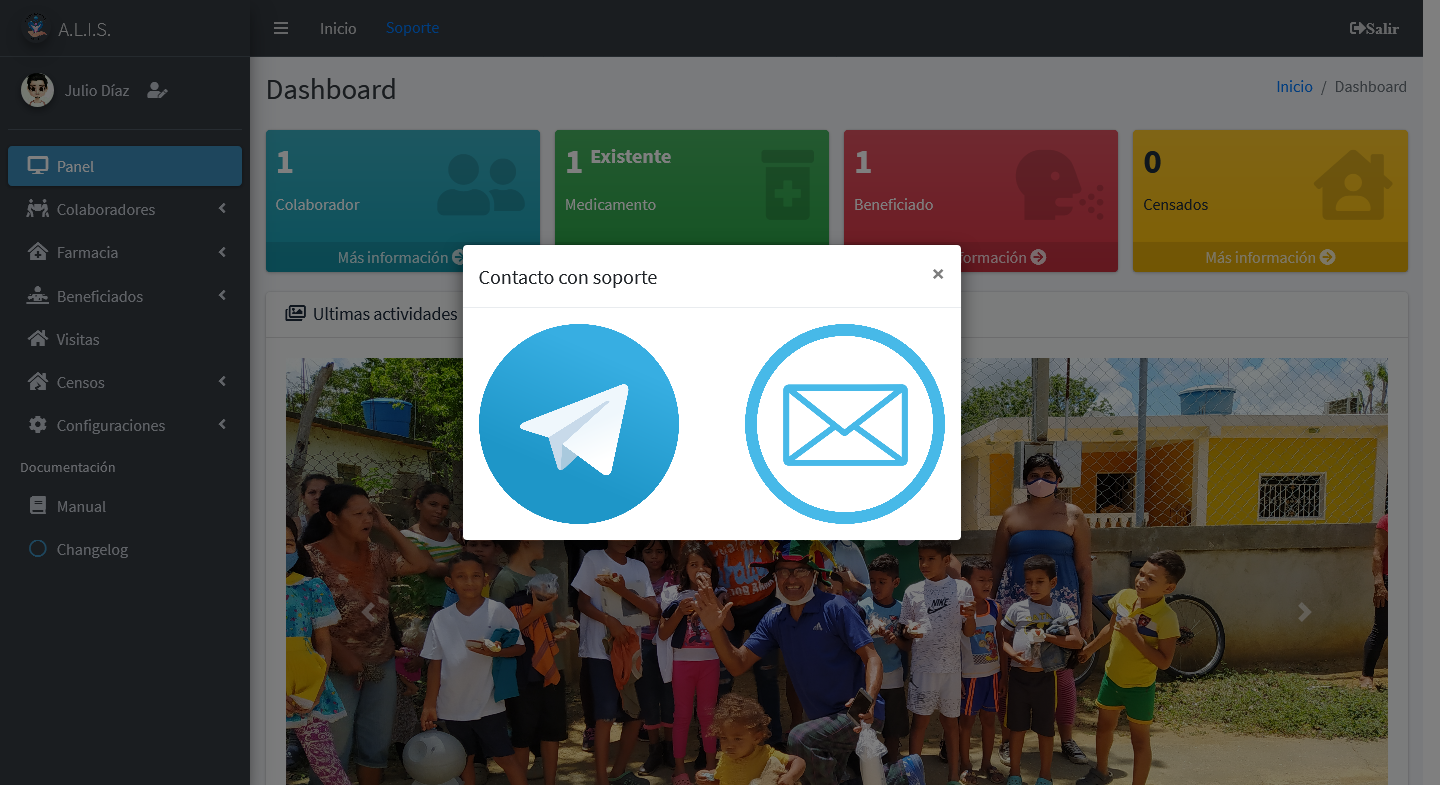 A.L.I.S.
Inicio
Soporte
Salir
Julio Díaz
Dashboard
Inicio / Dashboard
Panel
Colaboradores
Farmacia
Beneficiados
Visitas
Censos
Configuraciones
Documentación
Manual
Changelog
1
Colaborador
Más información
1 Existente
Medicamento
1
Beneficiado
formación
0
Censados
Más información
Contacto con soporte
×
Ultimas actividades